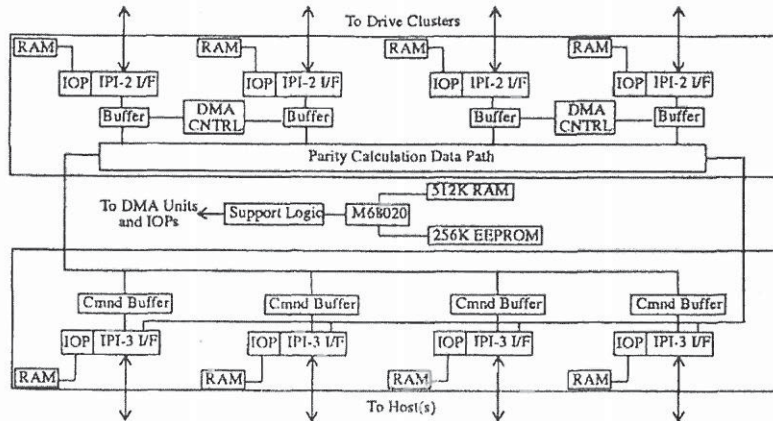 To Drive Clusters
RAM RAM RAM RAM
IOP IPI-2 I/F IOP IPI-2 I/F IOP IPI-2 I/F IOP IPI-2 I/F
Buffer DMA CNTRL Buffer Buffer DMA CNTRL Buffer
Parity Calculation Data Path
512K RAM
To DMA Units and IOPs Support Logic M68020
256K EEPROM
Cmnd Buffer Cmnd Buffer Cmnd Buffer Cmnd Buffer
IOP IPI-3 I/F IOP IPI-3 I/F IOP IPI-3 I/F IOP IPI-3 I/F
RAM RAM RAM RAM
To Host(s)